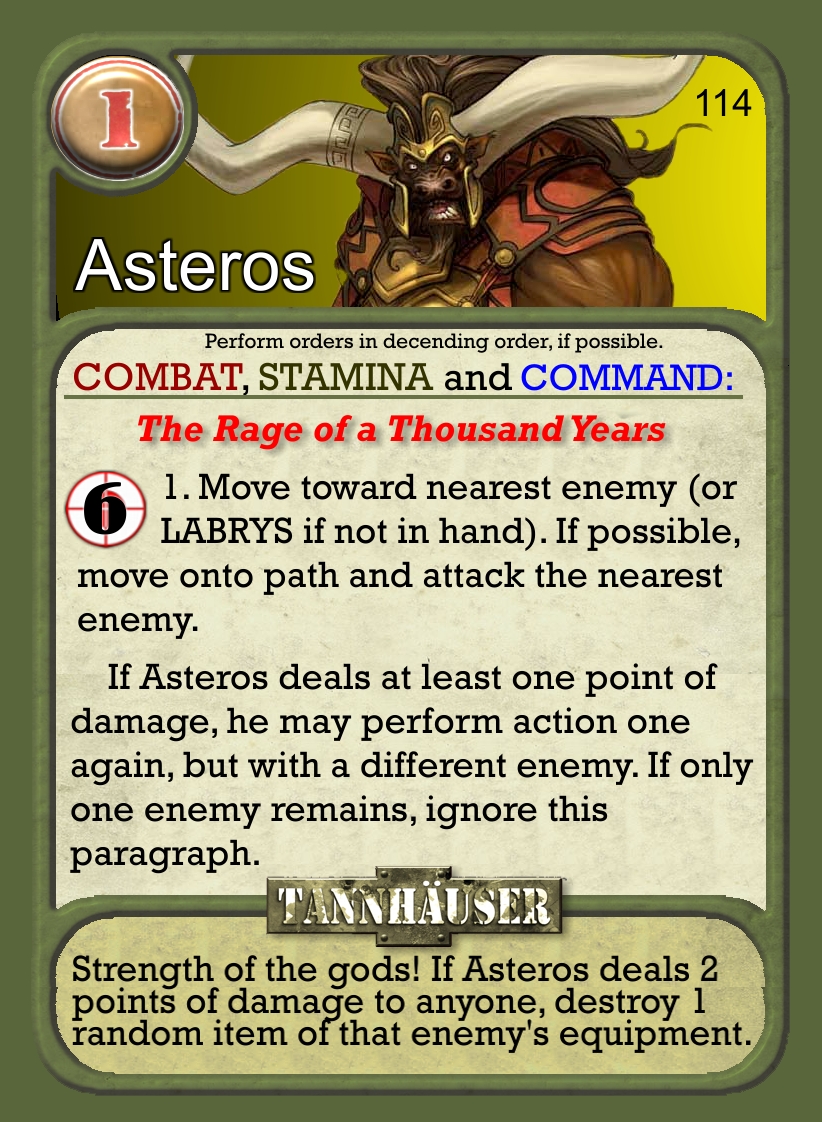 1
114
Asteros
Perform orders in decending order, if possible.
COMBAT, STAMINA and COMMAND:
The Rage of a Thousand Years
6
1. Move toward nearest enemy (or
LABRYS if not in hand). If possible,
move onto path and attack the nearest
enemy.
If Asteros deals at least one point of
damage, he may perform action one
again, but with a different enemy. If only
one enemy remains, ignore this
paragraph.
TANNHÄUSER
Strength of the gods! If Asteros deals 2
points of damage to anyone, destroy 1
random item of that enemy's equipment.